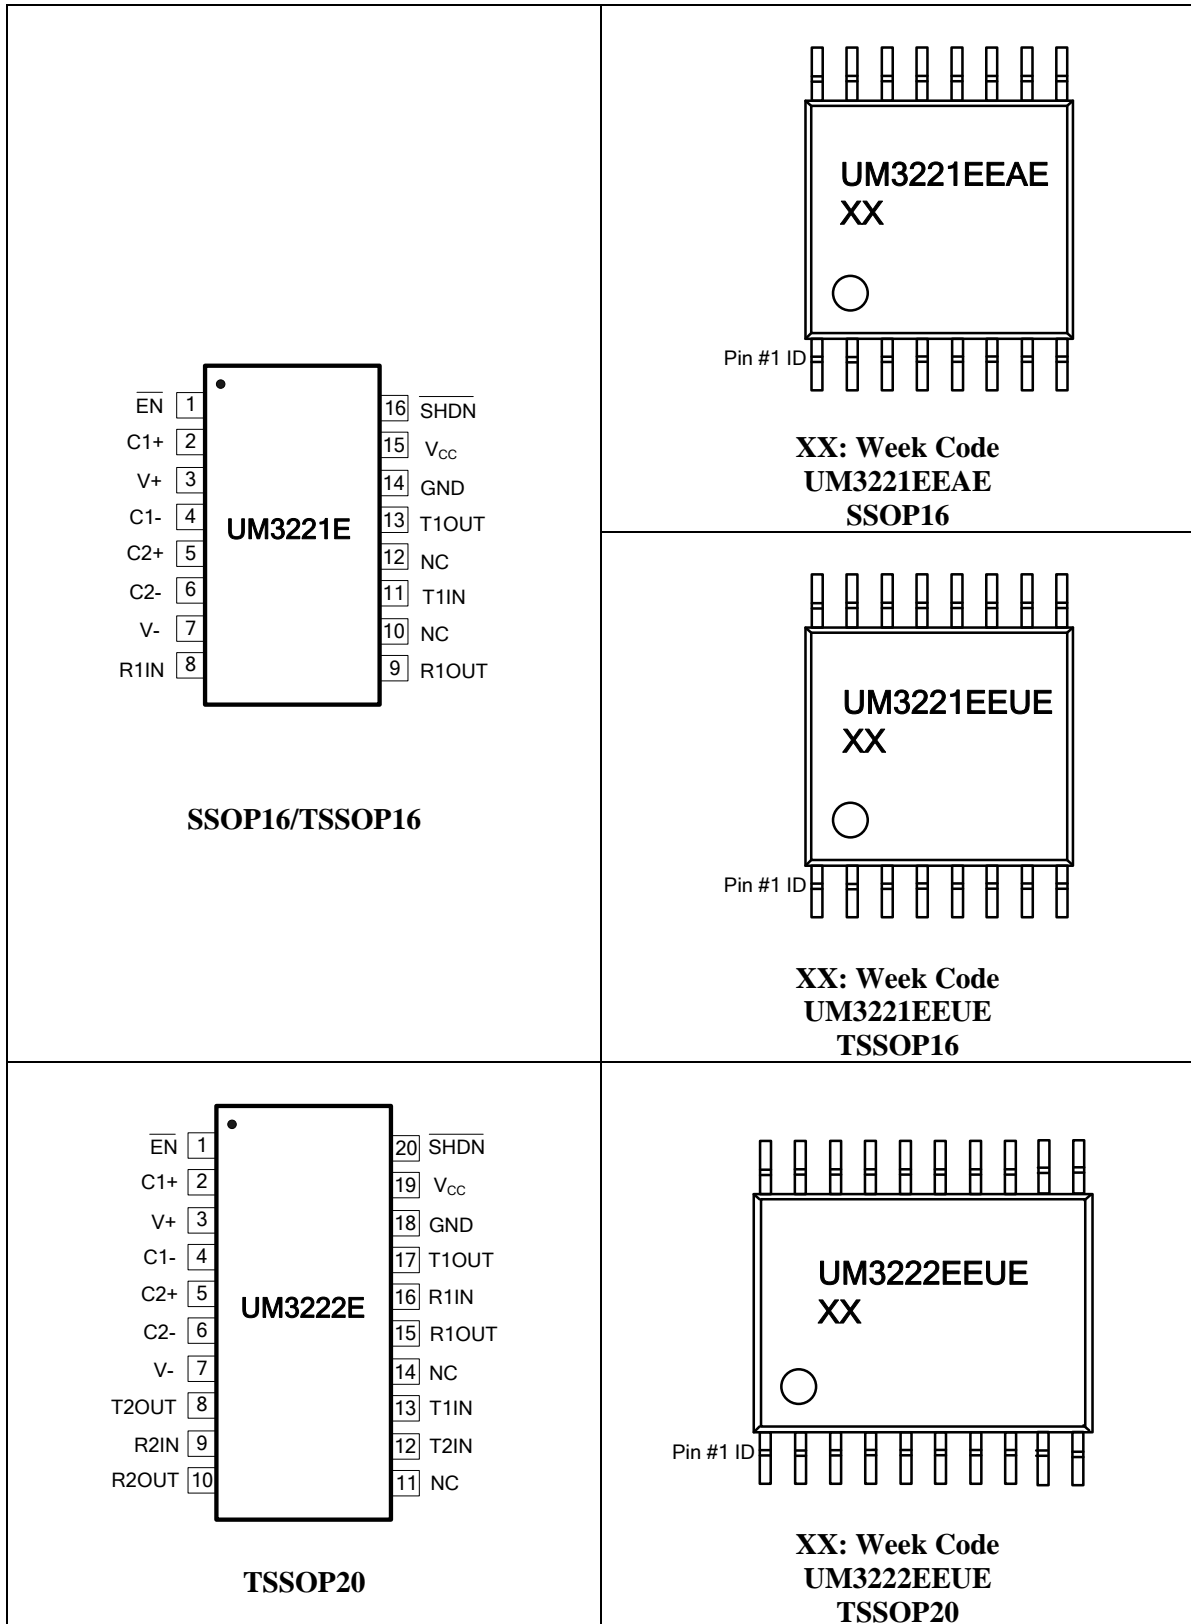 EN 1
C1+ 2
V+ 3
C1- 4
C2+ 5
C2- 6
V- 7
R1IN 8
UM3221E
16 SHDN
15 VCC
14 GND
13 T1OUT
12 NC
11 T1IN
10 NC
9 R1OUT
SSOP16/TSSOP16
UM3221EEAE
XX
Pin #1 ID
XX: Week Code
UM3221EEAE
SSOP16
UM3221EEUE
XX
Pin #1 ID
XX: Week Code
UM3221EEUE
TSSOP16
EN 1
C1+ 2
V+ 3
C1- 4
C2+ 5
C2- 6
V- 7
T2OUT 8
R2IN 9
R2OUT 10
UM3222E
20 SHDN
19 VCC
18 GND
17 T1OUT
16 R1IN
15 R1OUT
14 NC
13 T1IN
12 T2IN
11 NC
TSSOP20
UM3222EEUE
XX
Pin #1 ID
XX: Week Code
UM3222EEUE
TSSOP20